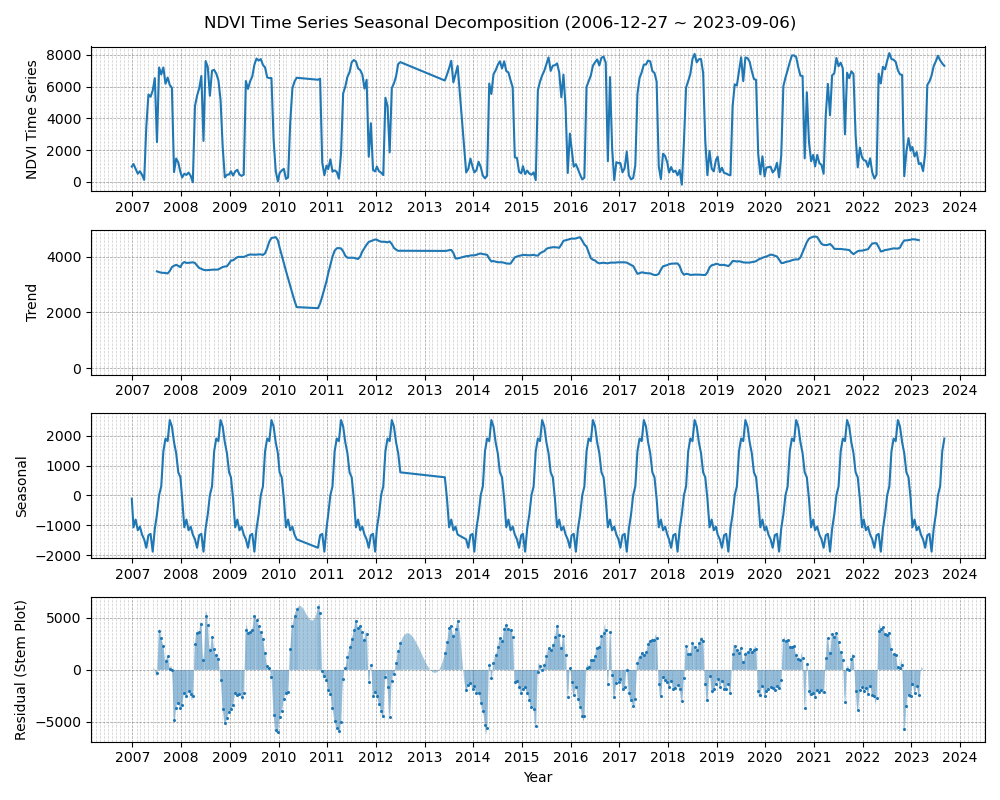 NDVI Time Series Seasonal Decomposition (2006-12-27 ~ 2023-09-06)
NDVI Time Series
8000
6000
4000
2000
0
2007 2008 2009 2010 2011 2012 2013 2014 2015 2016 2017 2018 2019 2020 2021 2022 2023 2024
Trend
4000
2000
0
2007 2008 2009 2010 2011 2012 2013 2014 2015 2016 2017 2018 2019 2020 2021 2022 2023 2024
Seasonal
2000
1000
0
−1000
−2000
2007 2008 2009 2010 2011 2012 2013 2014 2015 2016 2017 2018 2019 2020 2021 2022 2023 2024
Residual (Stem Plot)
5000
0
−5000
2007 2008 2009 2010 2011 2012 2013 2014 2015 2016 2017 2018 2019 2020 2021 2022 2023 2024
Year